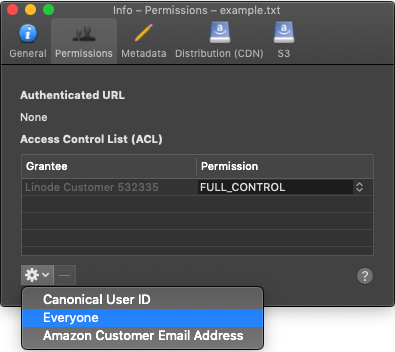 Info – Permissions – example.txt
General Permissions Metadata Distribution (CDN) S3
Authenticated URL
None
Access Control List (ACL)
Grantee Permission
Linode Customer 532335 FULL_CONTROL
?
Canonical User ID
Everyone
Amazon Customer Email Address